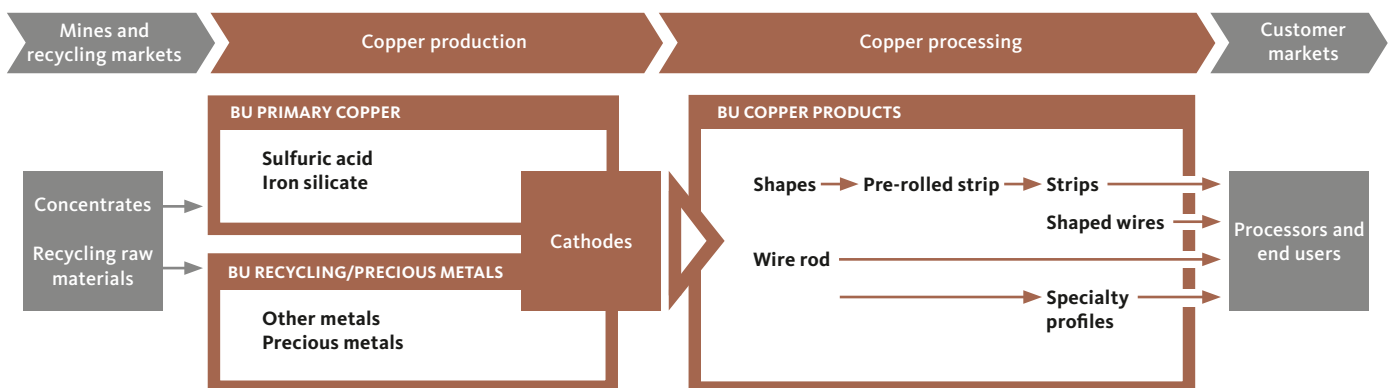 Mines and
recycling markets
Copper production
Copper processing
Customer
markets
BU PRIMARY COPPER
Sulfuric acid
Iron silicate
Concentrates
Recycling raw
materials
Cathodes
BU RECYCLING/PRECIOUS METALS
Other metals
Precious metals
BU COPPER PRODUCTS
Shapes
Pre-rolled strip
Strips
Shaped wires
Wire rod
Specialty
profiles
Processors and
end users